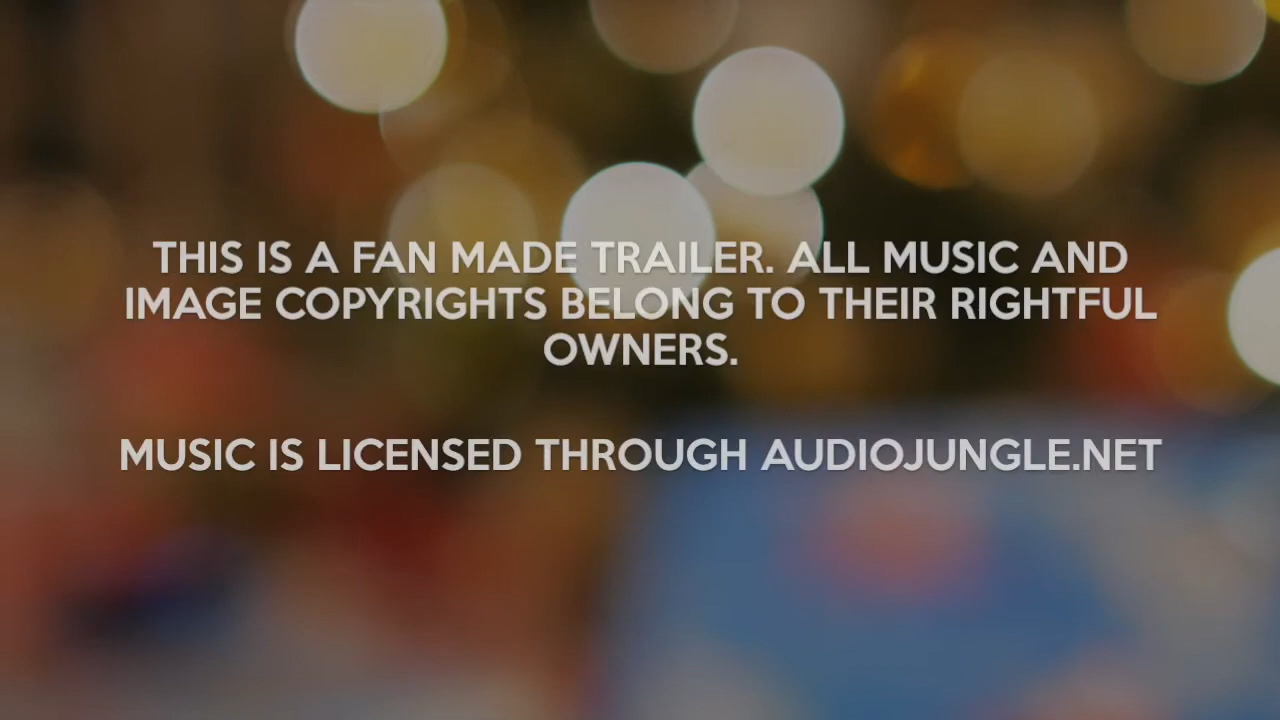 THIS IS A FAN MADE TRAILER. ALL MUSIC AND
IMAGE COPYRIGHTS BELONG TO THEIR RIGHTFUL
OWNERS.
MUSIC IS LICENSED THROUGH AUDIOJUNGLE.NET